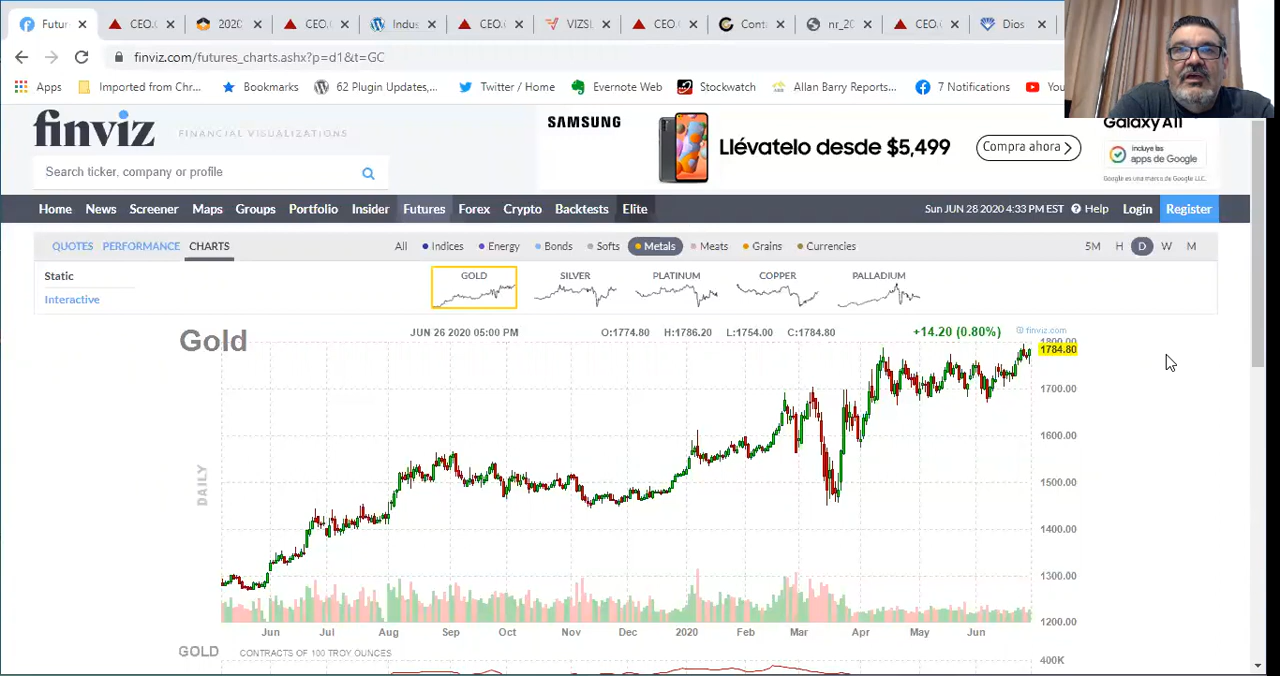 Futur
CEO.C
2020
CEO.C
Indus
CEO.C
VIZSL
CEO.C
Conta
nr_20
CEO.C
Dios
finviz.com/futures_charts.ashx?p=d1&t=GC
Apps
Imported from Chr...
Bookmarks
62 Plugin Updates,...
Twitter / Home
Evernote Web
Stockwatch
Allan Barry Reports...
7 Notifications
You
finviz
FINANCIAL VISUALIZATIONS
SAMSUNG
Llévatelo desde $5,499
Compra ahora
Galaxy A11
incluye las
apps de Google
Google es una marca de Google LLC.
Search ticker, company or profile
Home News Screener Maps Groups Portfolio Insider Futures Forex Crypto Backtests Elite
Sun JUN 28 2020 4:33 PM EST Help Login Register
QUOTES PERFORMANCE CHARTS
All Indices Energy Bonds Softs Metals Meats Grains Currencies
5M H D W M
Static
Interactive
GOLD SILVER PLATINUM COPPER PALLADIUM
Gold
JUN 26 2020 05:00 PM O:1774.80 H:1786.20 L:1754.00 C:1784.80 +14.20 (0.80%)
© finviz.com
1800.00
1784.80
1700.00
1600.00
1500.00
1400.00
1300.00
1200.00
DAILY
Jun Jul Aug Sep Oct Nov Dec 2020 Feb Mar Apr May Jun
GOLD CONTRACTS OF 100 TROY OUNCES
400K